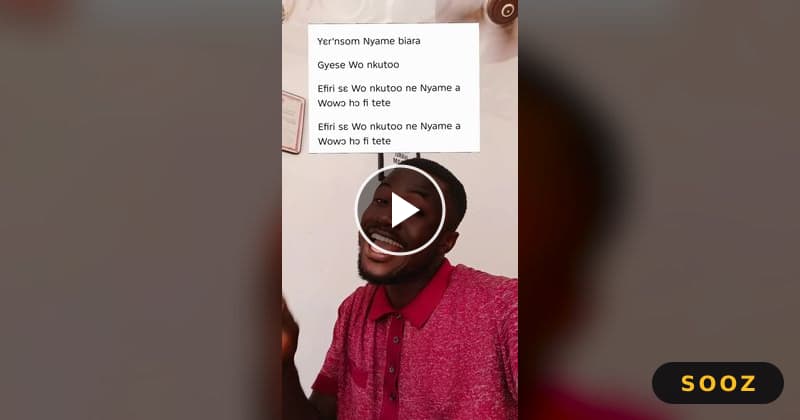 Yɛr'nsom Nyame biara
Gyese Wo nkutoo
Efiri sɛ Wo nkutoo ne Nyame a
Wowɔ hɔ fi tete
Efiri sɛ Wo nkutoo ne Nyame a
Wowɔ hɔ fi tete
SOOZ